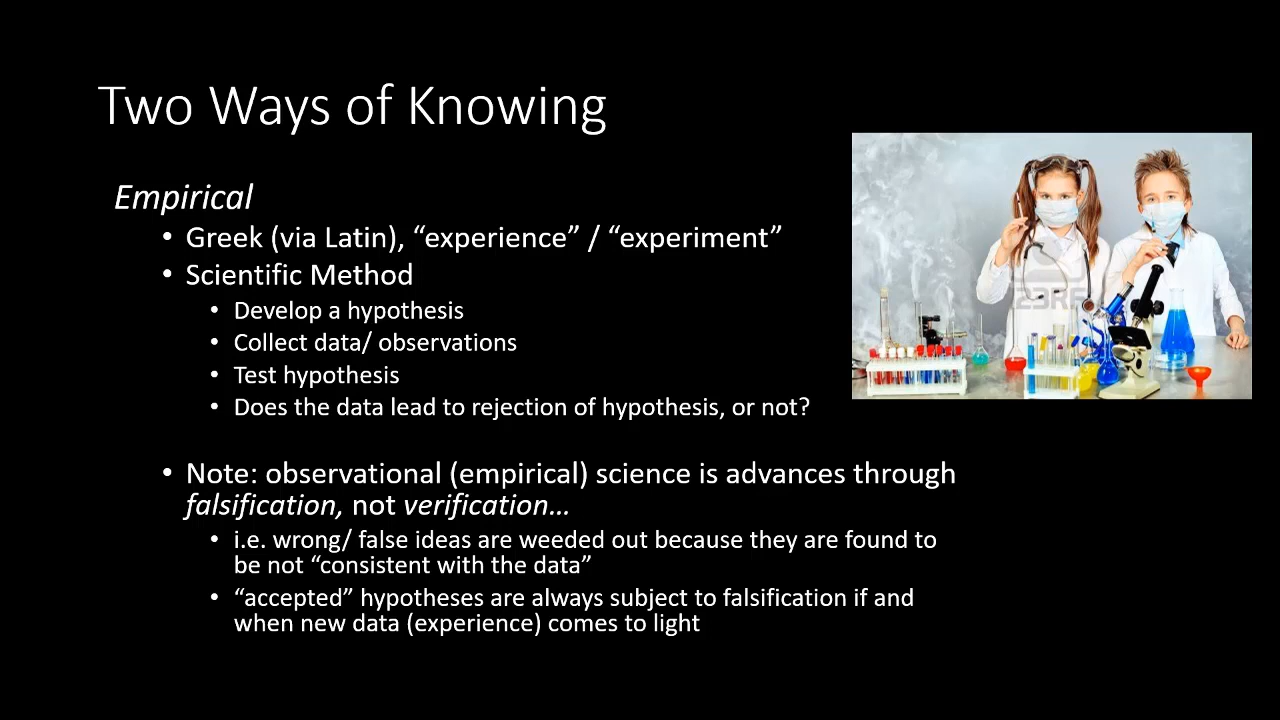 Two Ways of Knowing
Empirical
• Greek (via Latin), “experience” / “experiment”
• Scientific Method
• Develop a hypothesis
• Collect data/ observations
• Test hypothesis
• Does the data lead to rejection of hypothesis, or not?
• Note: observational (empirical) science is advances through
falsification, not verification…
• i.e. wrong/ false ideas are weeded out because they are found to
be not “consistent with the data”
• “accepted” hypotheses are always subject to falsification if and
when new data (experience) comes to light